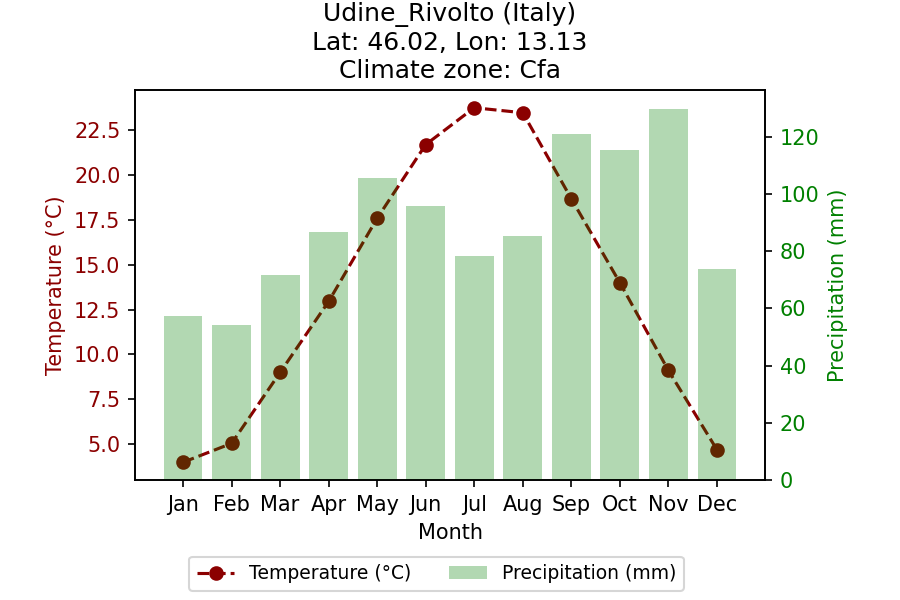 Udine_Rivolto (Italy)
Lat: 46.02, Lon: 13.13
Climate zone: Cfa
Temperature (°C)
22.5
20.0
17.5
15.0
12.5
10.0
7.5
5.0
120
100
80
60
40
20
0
Precipitation (mm)
Jan Feb Mar Apr May Jun Jul Aug Sep Oct Nov Dec
Month
Temperature (°C) Precipitation (mm)